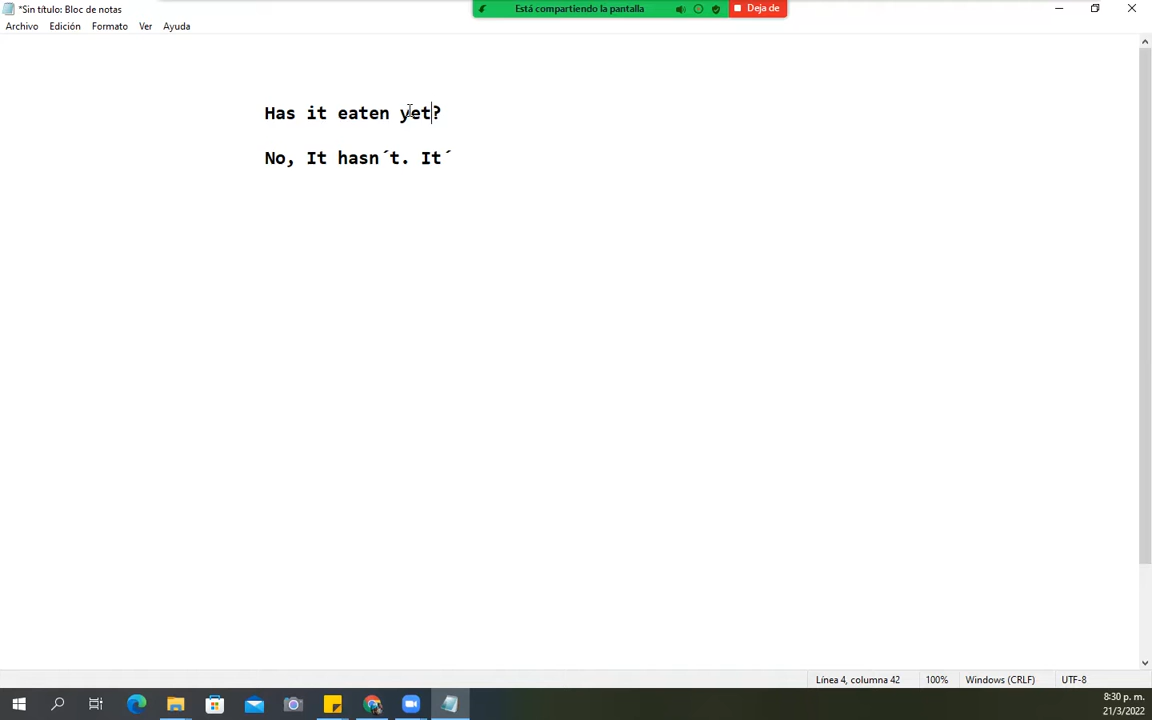 *Sin título: Bloc de notas
Está compartiendo la pantalla
Deja de
Archivo Edición Formato Ver Ayuda
Has it eaten yet?
No, It hasn´t. It´
Línea 4, columna 42 100% Windows (CRLF) UTF-8
8:30 p. m.
21/3/2022